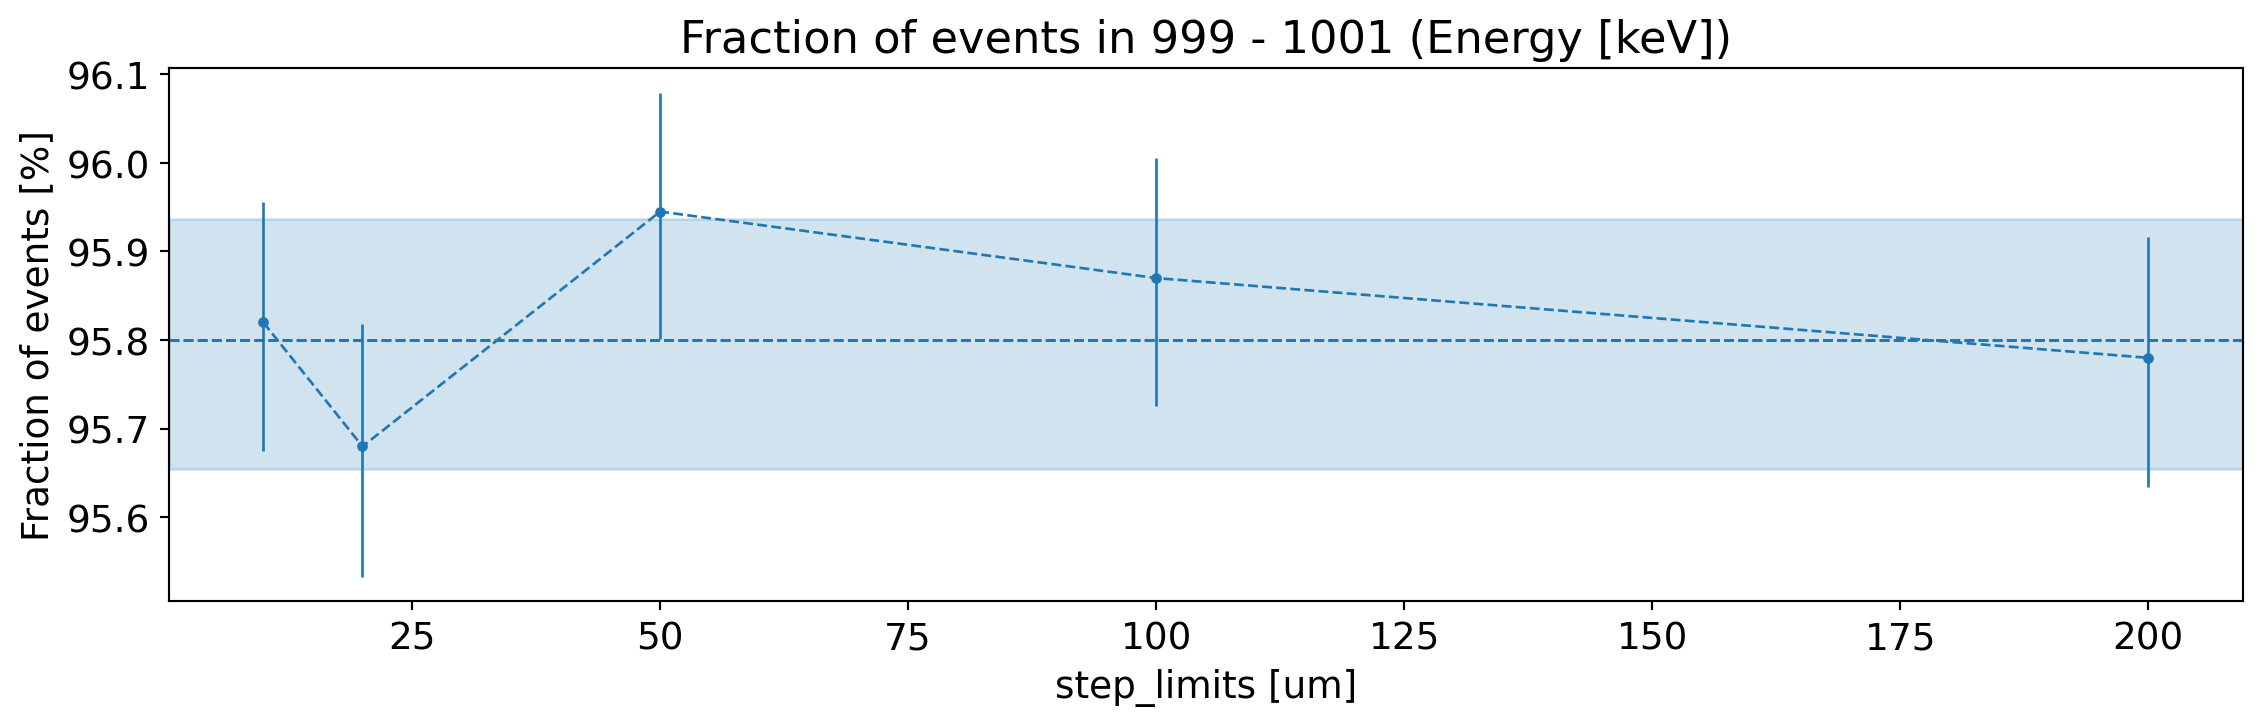 Fraction of events in 999 - 1001 (Energy [keV])
Fraction of events [%]
96.1
96.0
95.9
95.8
95.7
95.6
25 50 75 100 125 150 175 200
step_limits [um]